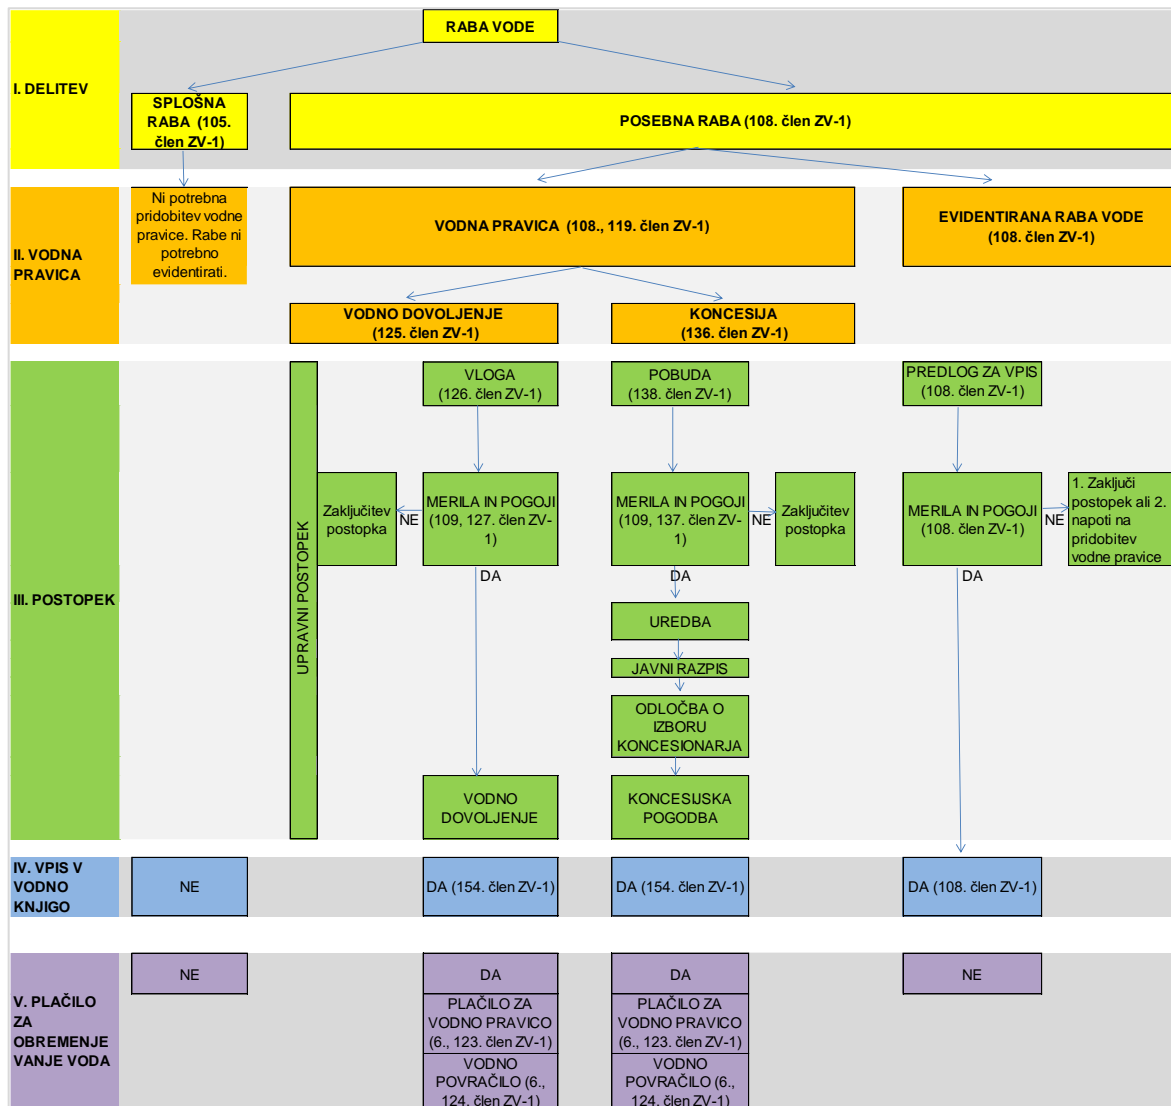 RABA VODE
I. DELITEV
SPLOŠNA
RABA (105.
člen ZV-1)
POSEBNA RABA (108. člen ZV-1)
II. VODNA
PRAVICA
Ni potrebna
pridobitev vodne
pravice. Rabe ni
potrebno
evidentirati.
VODNA PRAVICA (108., 119. člen ZV-1)
EVIDENTIRANA RABA VODE
(108. člen ZV-1)
VODNO DOVOLJENJE
(125. člen ZV-1)
KONCESIJA
(136. člen ZV-1)
III. POSTOPEK
UPRAVNI POSTOPEK
VLOGA
(126. člen ZV-1)
POBUDA
(138. člen ZV-1)
PREDLOG ZA VPIS
(108. člen ZV-1)
Zaključitev
postopka
NE
MERILA IN POGOJI
(109, 127. člen ZV-
1)
MERILA IN POGOJI
(109, 137. člen ZV-
1)
NE
Zaključitev
postopka
MERILA IN POGOJI
(108. člen ZV-1)
NE
1. Zaključi
postopek ali 2.
napoti na
pridobitev
vodne pravice
DA
DA
DA
UREDBA
JAVNI RAZPIS
ODLOČBA O
IZBORU
KONCESIONARJA
VODNO
DOVOLJENJE
KONCESIJSKA
POGODBA
IV. VPIS V
VODNO
KNJIGO
NE
DA (154. člen ZV-1)
DA (154. člen ZV-1)
DA (108. člen ZV-1)
V. PLAČILO
ZA
OBREMENJE
VANJE VODA
NE
DA
DA
NE
PLAČILO ZA
VODNO PRAVICO
(6., 123. člen ZV-1)
PLAČILO ZA
VODNO PRAVICO
(6., 123. člen ZV-1)
VODNO
POVRAČILO (6.,
124. člen ZV-1)
VODNO
POVRAČILO (6.,
124. člen ZV-1)